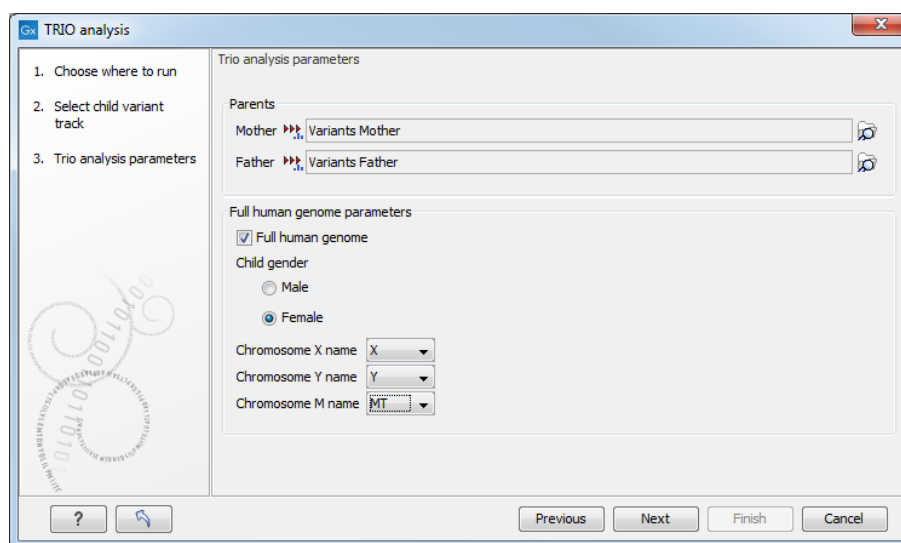 Gx TRIO analysis
1. Choose where to run
2. Select child variant
track
3. Trio analysis parameters
Trio analysis parameters
Parents
Mother Variants Mother
Father Variants Father
Full human genome parameters
Full human genome
Child gender
Male
Female
Chromosome X name X
Chromosome Y name Y
Chromosome M name MT
? Previous Next Finish Cancel